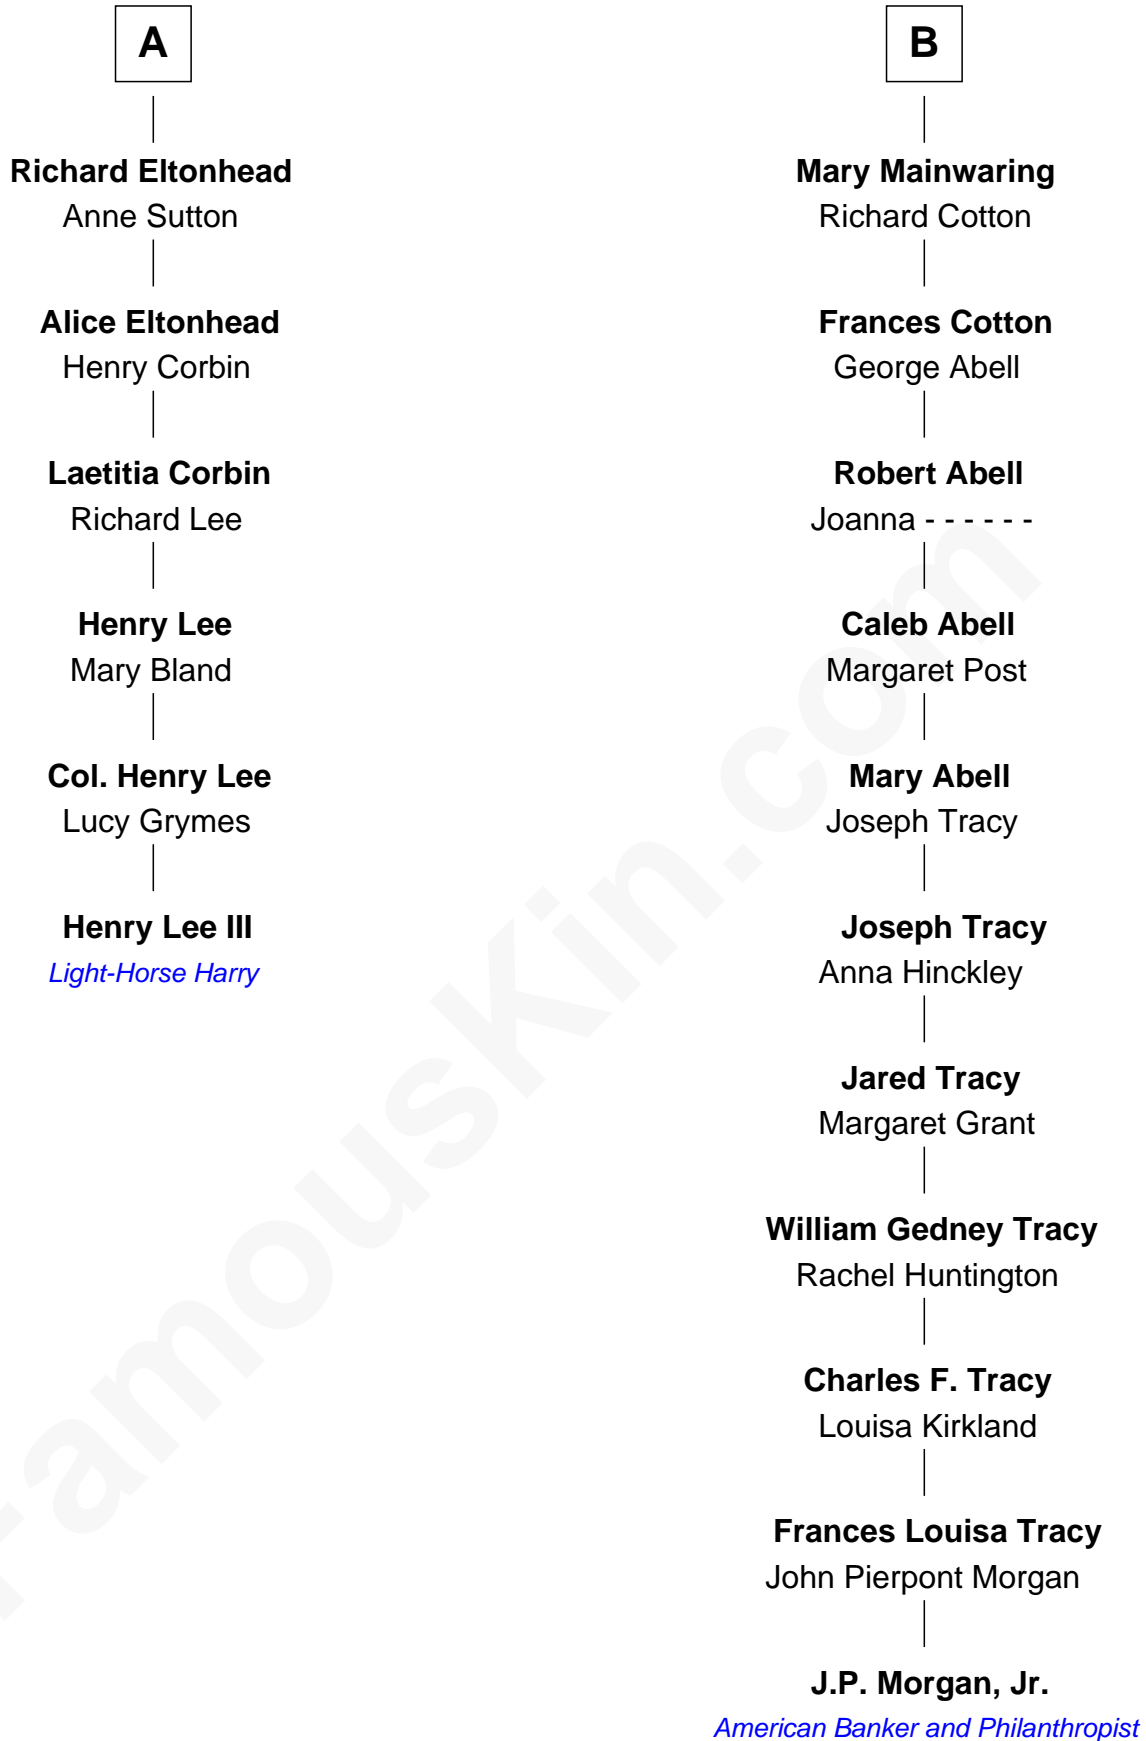 A
Richard Eltonhead
Anne Sutton
Alice Eltonhead
Henry Corbin
Laetitia Corbin
Richard Lee
Henry Lee
Mary Bland
Col. Henry Lee
Lucy Grymes
Henry Lee III
Light-Horse Harry
B
Mary Mainwaring
Richard Cotton
Frances Cotton
George Abell
Robert Abell
Joanna - - - - - -
Caleb Abell
Margaret Post
Mary Abell
Joseph Tracy
Joseph Tracy
Anna Hinckley
Jared Tracy
Margaret Grant
William Gedney Tracy
Rachel Huntington
Charles F. Tracy
Louisa Kirkland
Frances Louisa Tracy
John Pierpont Morgan
J.P. Morgan, Jr.
American Banker and Philanthropist
FamousKin.com